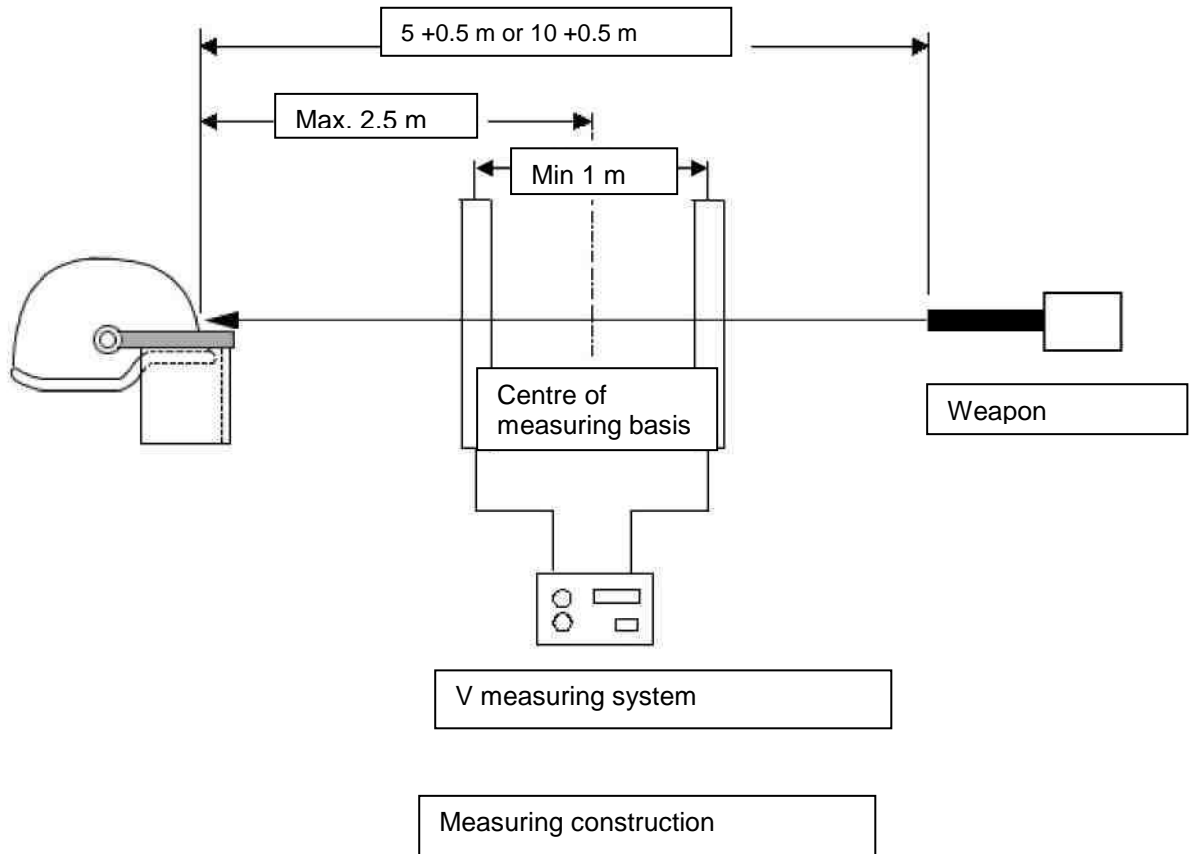 5 +0.5 m or 10 +0.5 m
Max. 2.5 m
Min 1 m
Centre of
measuring basis
Weapon
V measuring system
Measuring construction